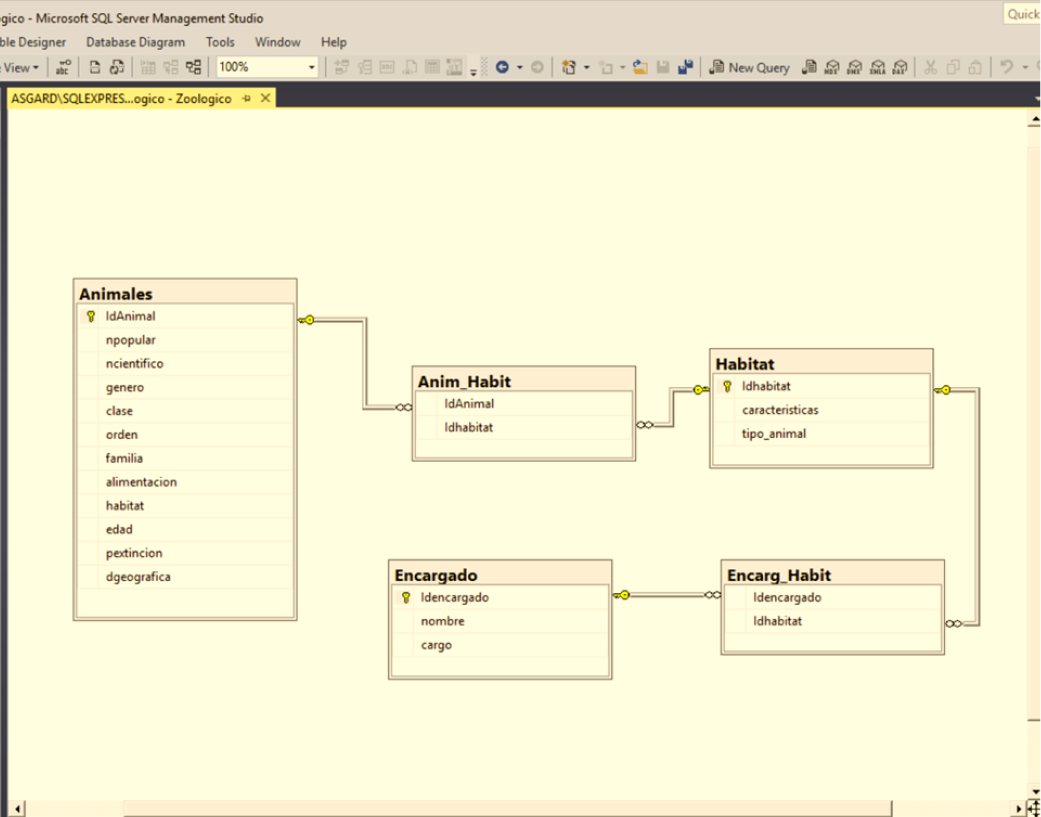 gico - Microsoft SQL Server Management Studio
Quick
ble Designer Database Diagram Tools Window Help
View 100% New Query
ASGARD\SQLEXPRES...ogico - Zoologico
Animales
IdAnimal
npopular
ncientifico
genero
clase
orden
familia
alimentacion
habitat
edad
pextincion
dgeografica
Anim_Habit
IdAnimal
Idhabitat
Habitat
Idhabitat
caracteristicas
tipo_animal
Encargado
Idencargado
nombre
cargo
Encarg_Habit
Idencargado
Idhabitat